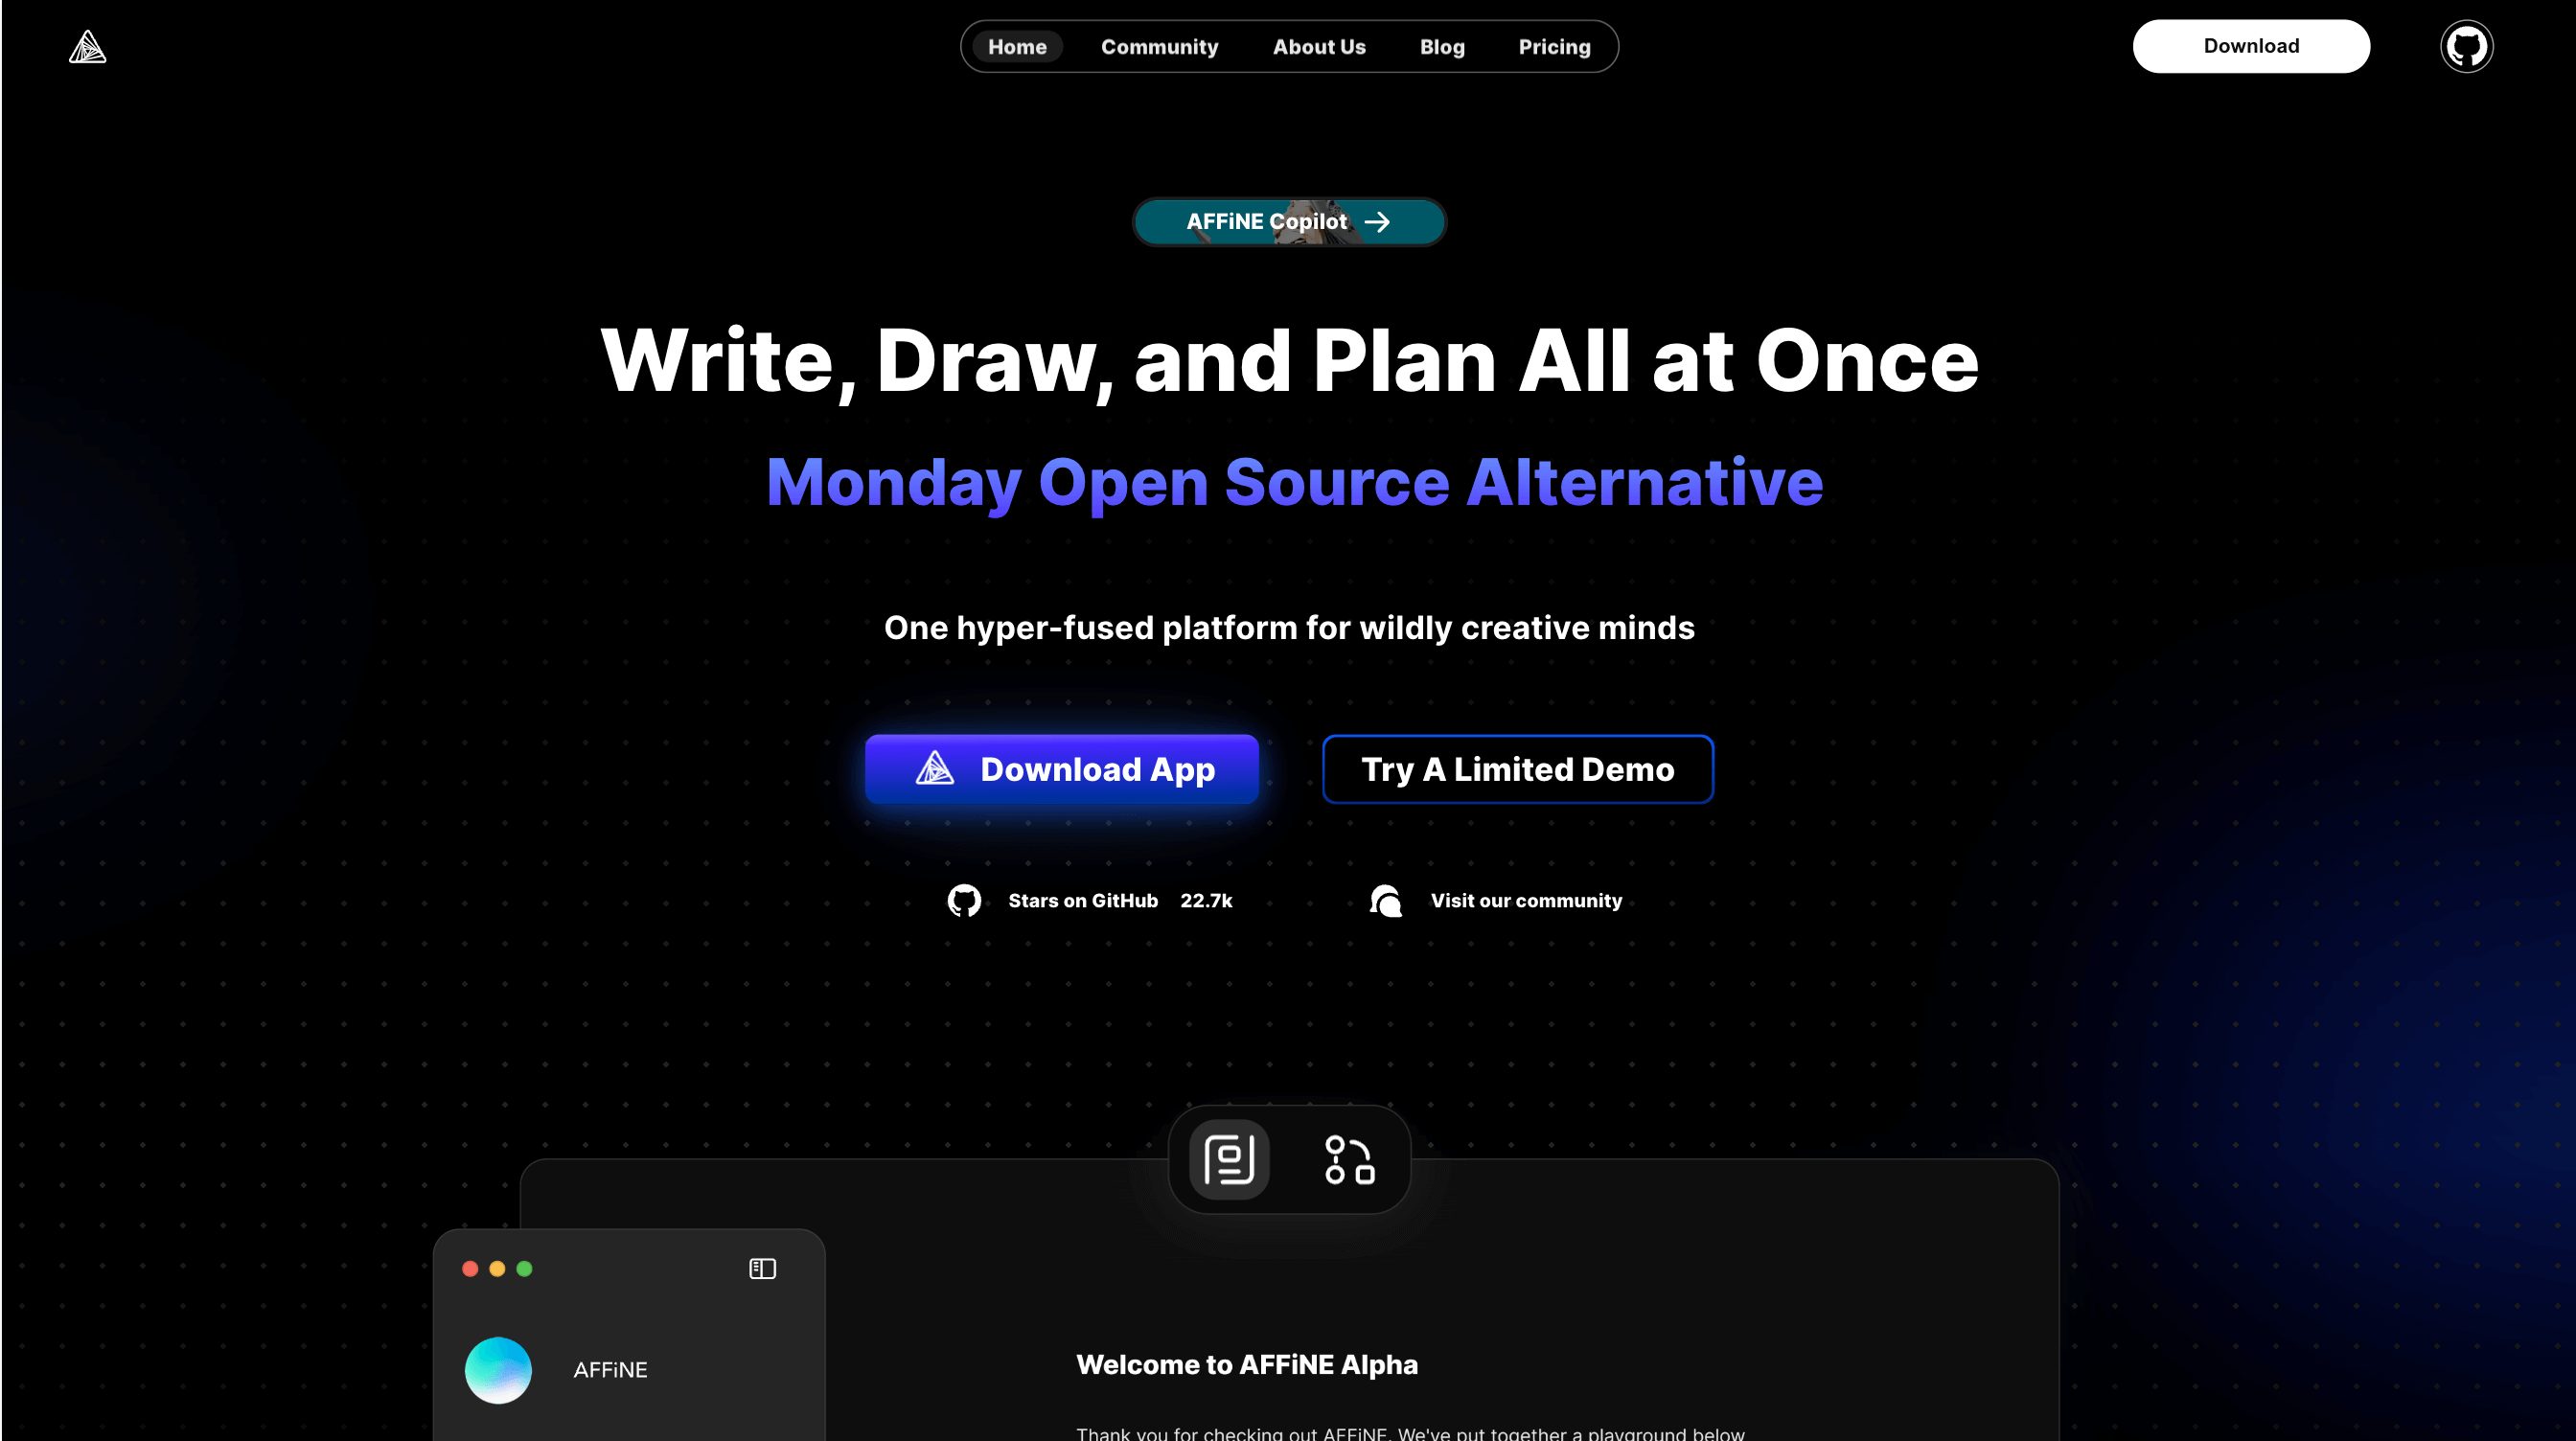 Home Community About Us Blog Pricing
Download
AFFiNE Copilot
Write, Draw, and Plan All at Once
Monday Open Source Alternative
One hyper-fused platform for wildly creative minds
Download App
Try A Limited Demo
Stars on GitHub 22.7k
Visit our community
AFFiNE
Welcome to AFFiNE Alpha
Thank you for checking out AFFiNE. We've put together a playground below